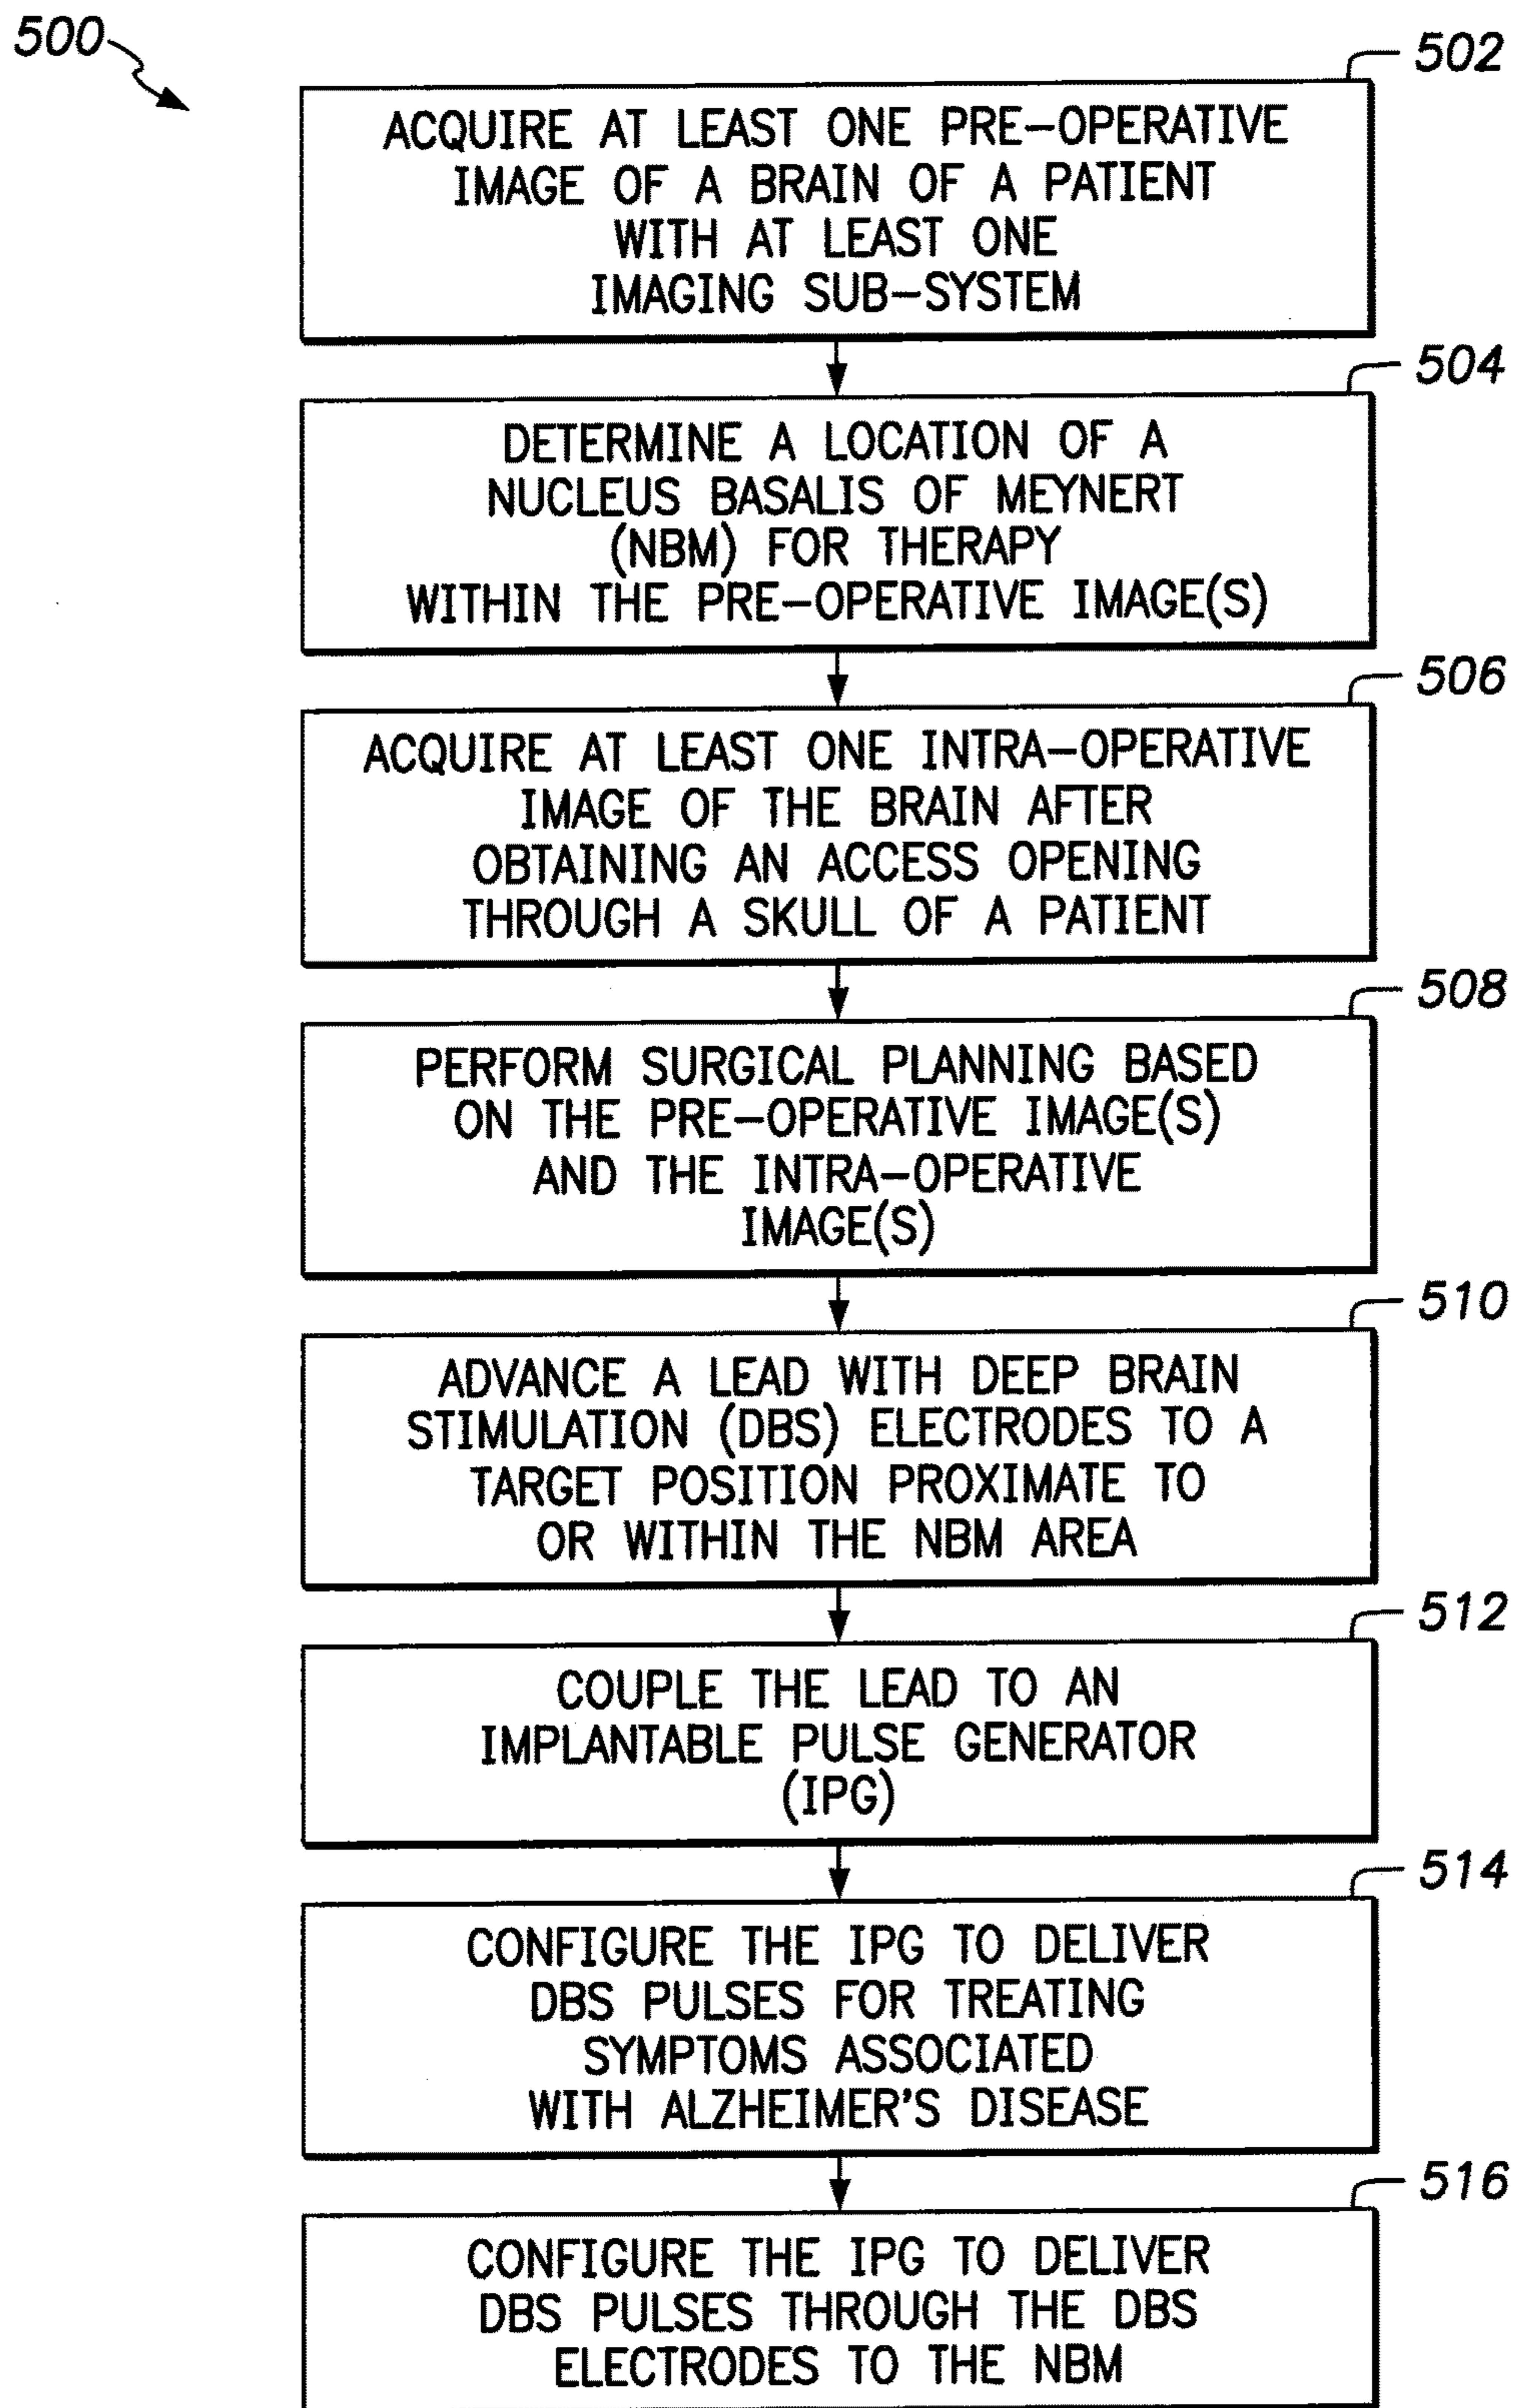 500
502
ACQUIRE AT LEAST ONE PRE-OPERATIVE
IMAGE OF A BRAIN OF A PATIENT
WITH AT LEAST ONE
IMAGING SUB-SYSTEM
504
DETERMINE A LOCATION OF A
NUCLEUS BASALIS OF MEYNERT
(NBM) FOR THERAPY
WITHIN THE PRE-OPERATIVE IMAGE(S)
506
ACQUIRE AT LEAST ONE INTRA-OPERATIVE
IMAGE OF THE BRAIN AFTER
OBTAINING AN ACCESS OPENING
THROUGH A SKULL OF A PATIENT
508
PERFORM SURGICAL PLANNING BASED
ON THE PRE-OPERATIVE IMAGE(S)
AND THE INTRA-OPERATIVE
IMAGE(S)
510
ADVANCE A LEAD WITH DEEP BRAIN
STIMULATION (DBS) ELECTRODES TO A
TARGET POSITION PROXIMATE TO
OR WITHIN THE NBM AREA
512
COUPLE THE LEAD TO AN
IMPLANTABLE PULSE GENERATOR
(IPG)
514
CONFIGURE THE IPG TO DELIVER
DBS PULSES FOR TREATING
SYMPTOMS ASSOCIATED
WITH ALZHEIMER'S DISEASE
516
CONFIGURE THE IPG TO DELIVER
DBS PULSES THROUGH THE DBS
ELECTRODES TO THE NBM